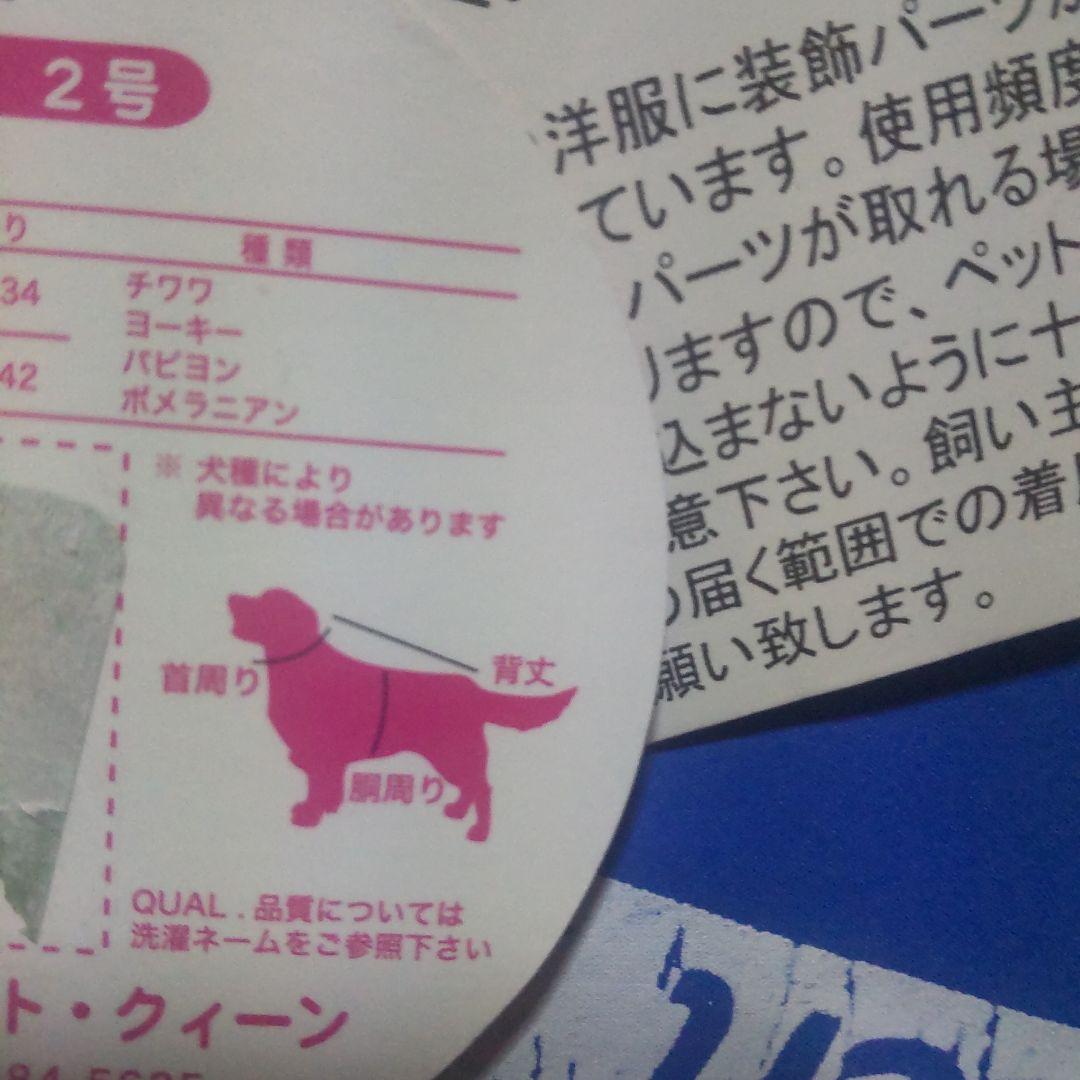 2号
り 種類
34 チワワ
ヨーキー
42 パピヨン
ポメラニアン
※ 犬種により
異なる場合があります
首周り
背丈
胴周り
QUAL . 品質については
洗濯ネームをご参照下さい
ト・クィーン
洋服に装飾パーツが
ています。使用頻度
パーツが取れる場
りますので、ペット
込まないように十
意下さい。飼い主
の届く範囲での着
願い致します。